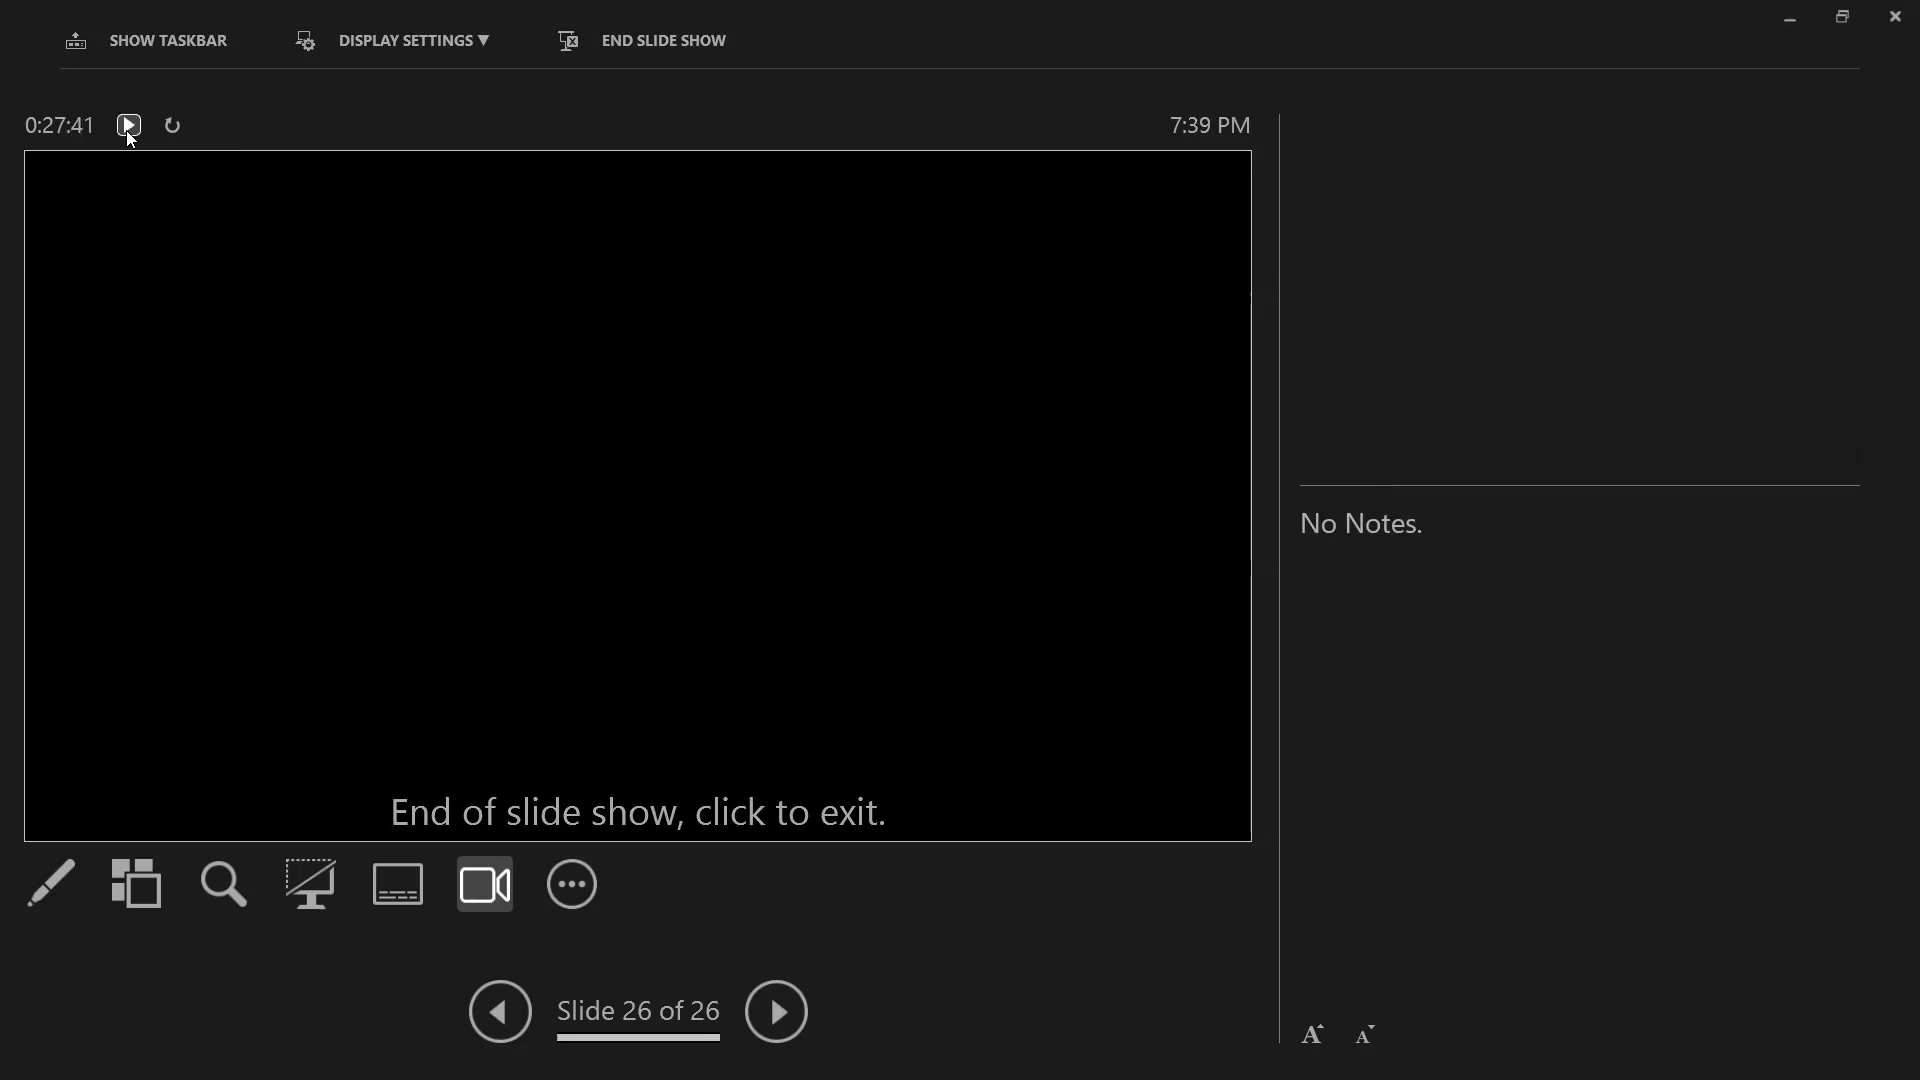 SHOW TASKBAR
DISPLAY SETTINGS ▼
END SLIDE SHOW
0:27:41
7:39 PM
No Notes.
End of slide show, click to exit.
Slide 26 of 26
A A